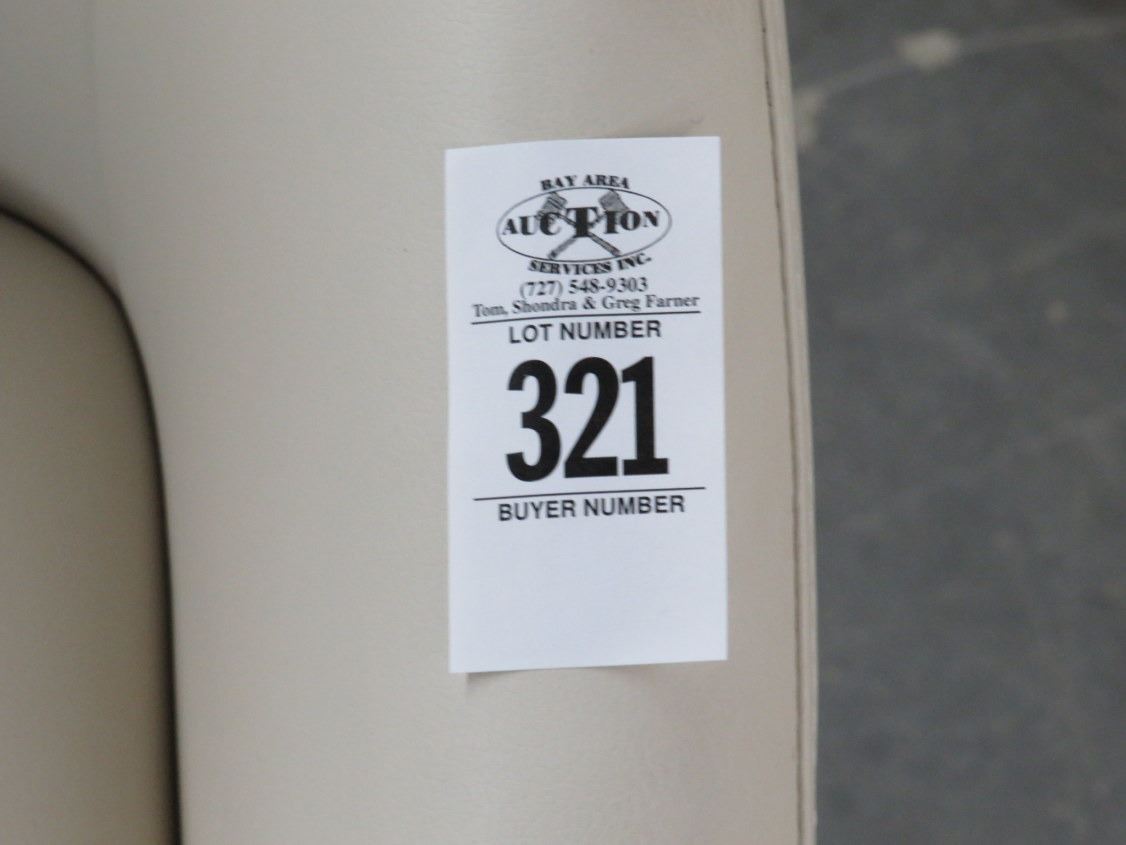 BAY AREA
AUCTION
SERVICES INC.
(727) 548-9303
Tom, Shondra & Greg Farner
LOT NUMBER
321
BUYER NUMBER